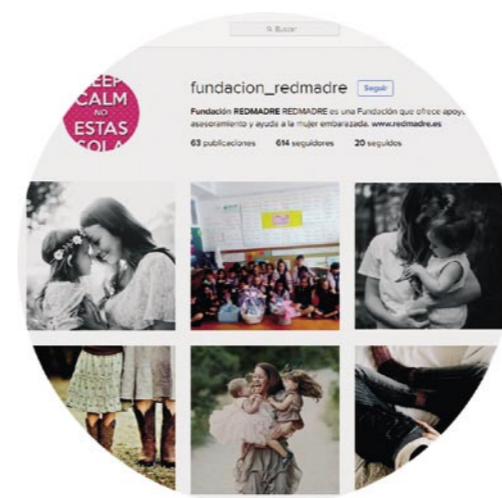 Buscar
KEEP
CALM
NO
ESTAS
SOLA
fundacion_redmadre Seguir
Fundación REDMADRE REDMADRE es una Fundación que ofrece apoyo,
asesoramiento y ayuda a la mujer embarazada. www.redmadre.es
63 publicaciones 614 seguidores 20 seguidos